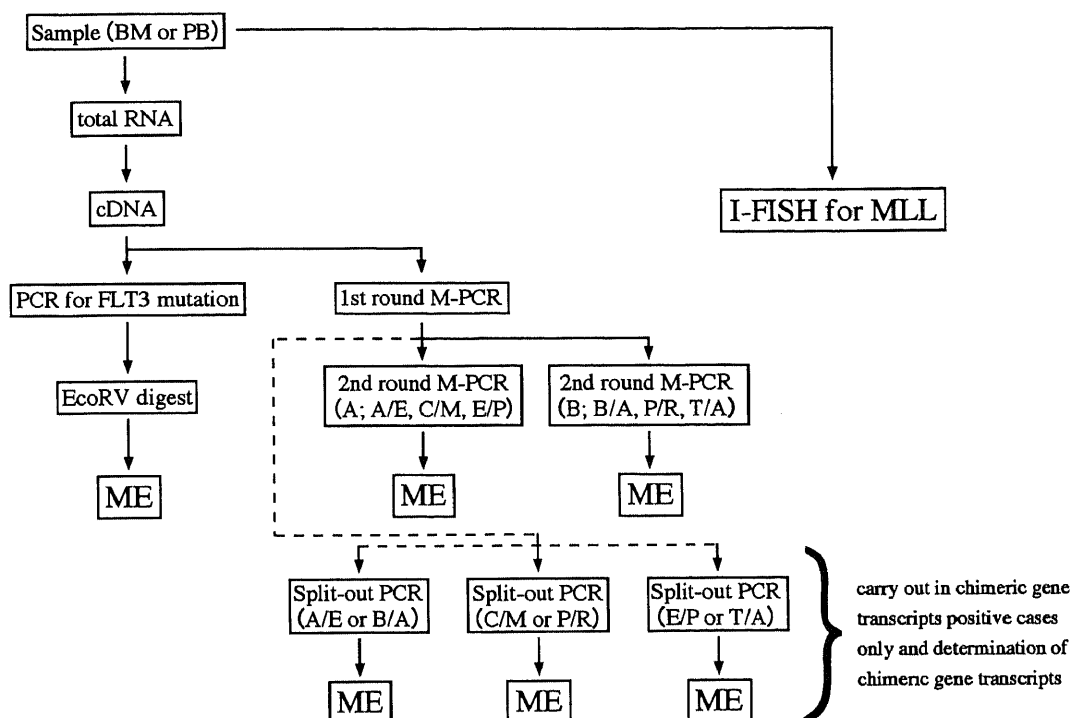 Sample (BM or PB)
total RNA
cDNA
I-FISH for MLL
PCR for FLT3 mutation
1st round M-PCR
EcoRV digest
2nd round M-PCR
(A; A/E, C/M, E/P)
2nd round M-PCR
(B; B/A, P/R, T/A)
ME
ME
ME
Split-out PCR
(A/E or B/A)
Split-out PCR
(C/M or P/R)
Split-out PCR
(E/P or T/A)
ME
ME
ME
carry out in chimeric gene
transcripts positive cases
only and determination of
chimeric gene transcripts